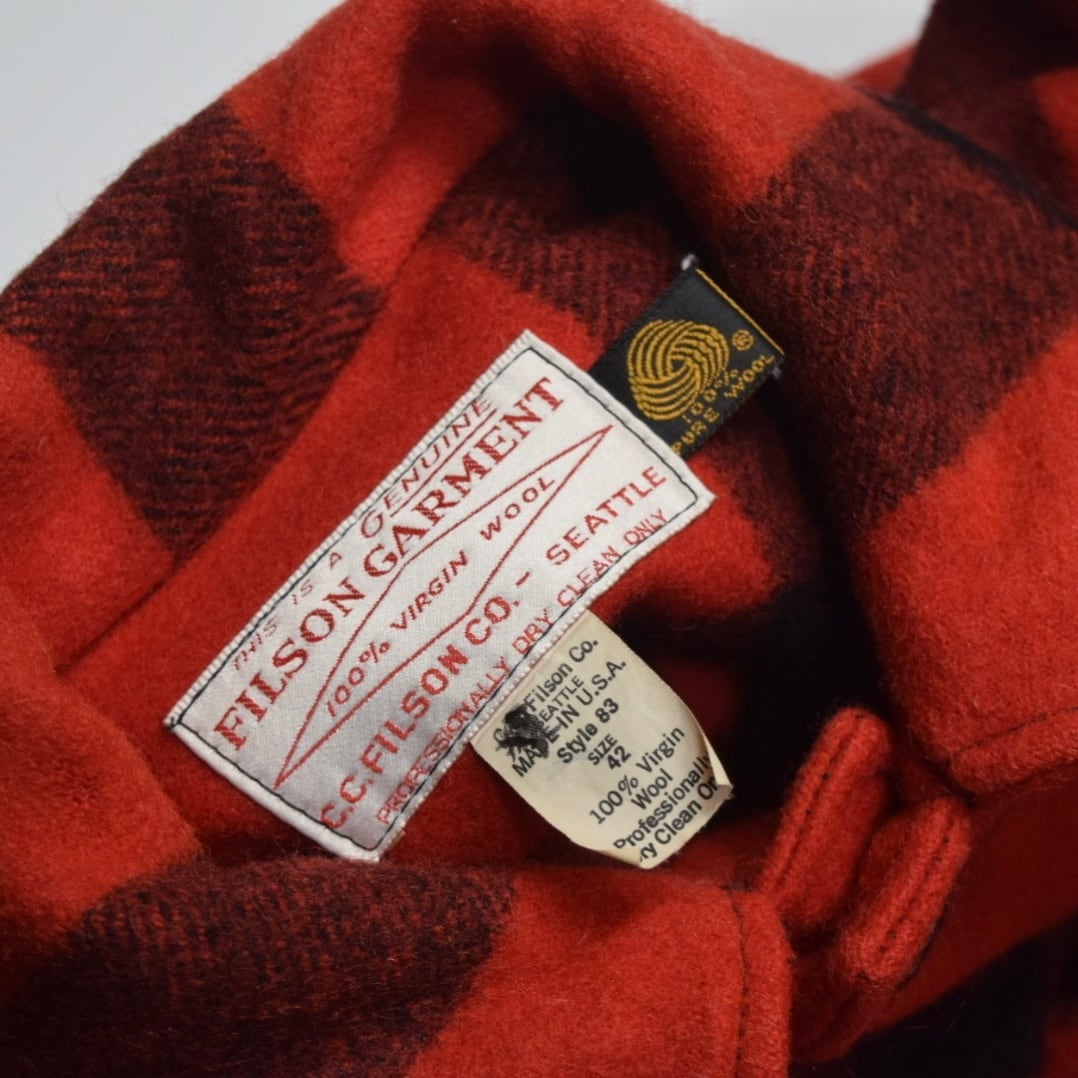 THIS IS A GENUINE
FILSON GARMENT
100% VIRGIN WOOL
C.C. FILSON CO. - SEATTLE
PROFESSIONALLY DRY CLEAN ONLY
100%
PURE WOOL
®
Filson Co.
SEATTLE
MADE IN U.S.A.
Style 83
SIZE
42
100% Virgin
Wool
Professionally
Clean